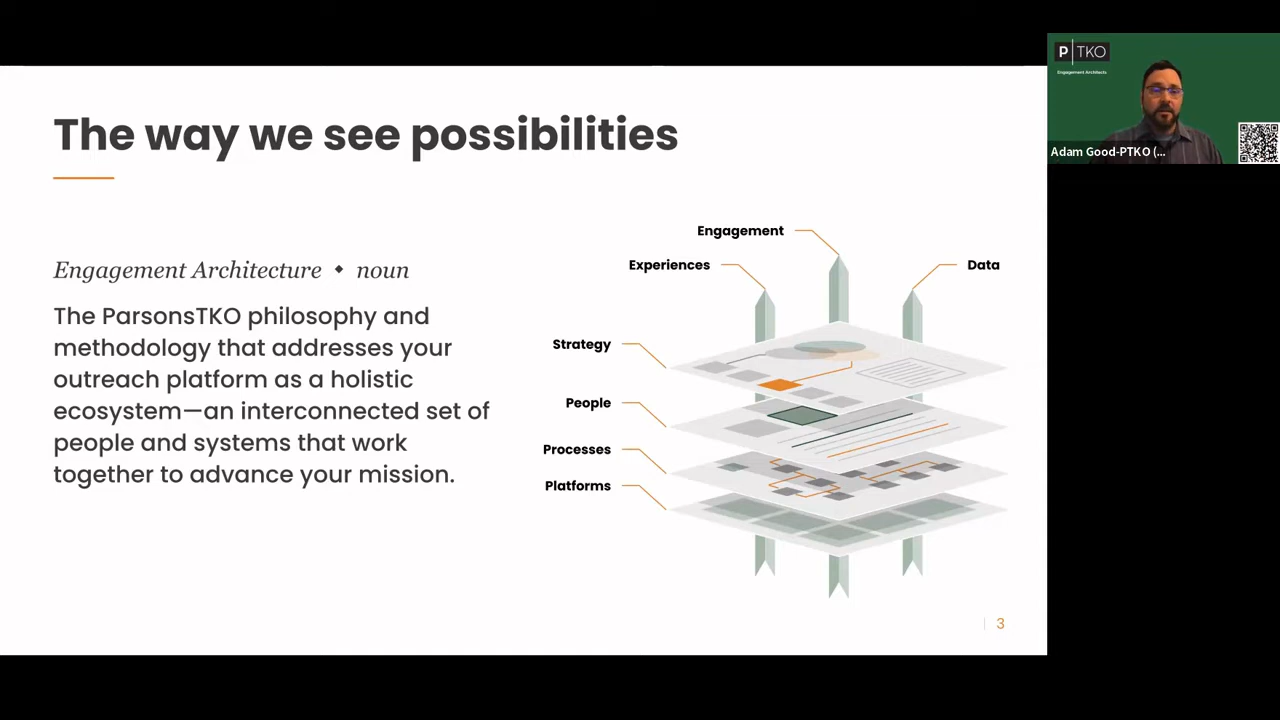 The way we see possibilities
Engagement Architecture ◆ noun
The ParsonsTKO philosophy and
methodology that addresses your
outreach platform as a holistic
ecosystem—an interconnected set of
people and systems that work
together to advance your mission.
Engagement
Experiences
Data
Strategy
People
Processes
Platforms
3
P TKO
Engagement Architects
Adam Good-PTKO (...